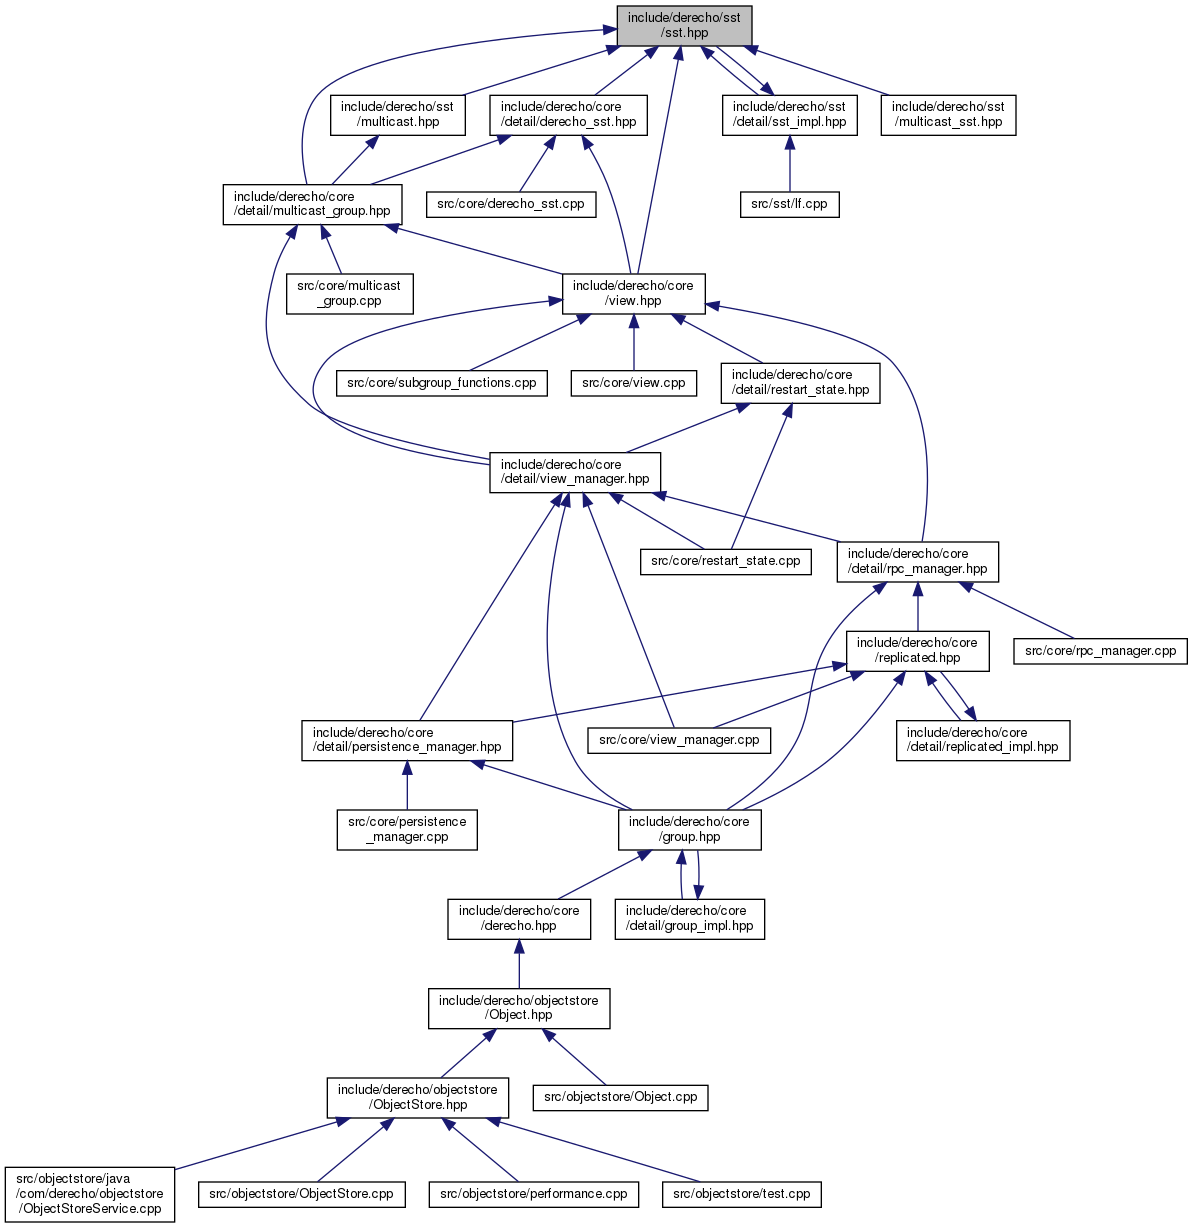 include/derecho/sst
/sst.hpp
include/derecho/sst
/multicast.hpp
include/derecho/core
/detail/derecho_sst.hpp
include/derecho/sst
/detail/sst_impl.hpp
include/derecho/sst
/multicast_sst.hpp
include/derecho/core
/detail/multicast_group.hpp
src/core/derecho_sst.cpp
src/sst/lf.cpp
src/core/multicast
_group.cpp
include/derecho/core
/view.hpp
src/core/subgroup_functions.cpp
src/core/view.cpp
include/derecho/core
/detail/restart_state.hpp
include/derecho/core
/detail/view_manager.hpp
src/core/restart_state.cpp
include/derecho/core
/detail/rpc_manager.hpp
include/derecho/core
/replicated.hpp
src/core/rpc_manager.cpp
include/derecho/core
/detail/persistence_manager.hpp
src/core/view_manager.cpp
include/derecho/core
/detail/replicated_impl.hpp
src/core/persistence
_manager.cpp
include/derecho/core
/group.hpp
include/derecho/core
/derecho.hpp
include/derecho/core
/detail/group_impl.hpp
include/derecho/objectstore
/Object.hpp
include/derecho/objectstore
/ObjectStore.hpp
src/objectstore/Object.cpp
src/objectstore/java
/com/derecho/objectstore
/ObjectStoreService.cpp
src/objectstore/ObjectStore.cpp
src/objectstore/performance.cpp
src/objectstore/test.cpp